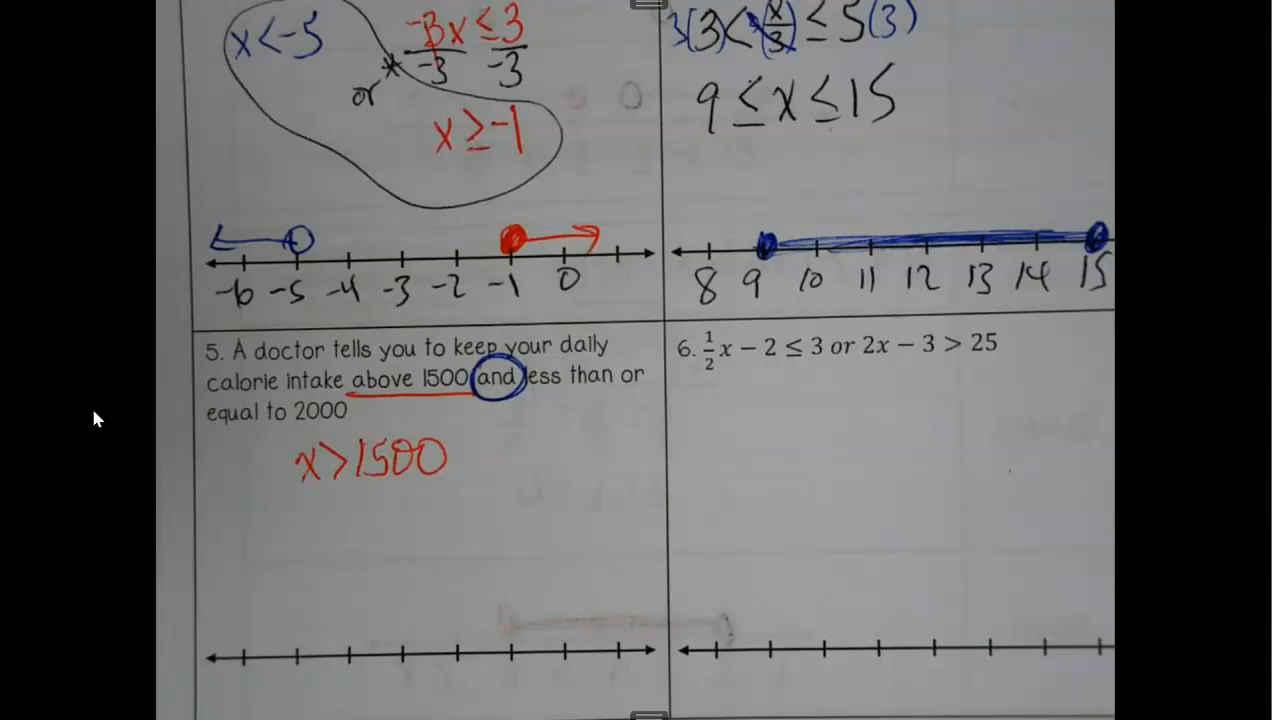 x < -5
-3x ≤ 3
-3 -3
or
x ≥ -1
-6 -5 -4 -3 -2 -1 0
3(3) < (x/3) ≤ 5(3)
9 ≤ x ≤ 15
8 9 10 11 12 13 14 15
5. A doctor tells you to keep your daily
calorie intake above 1500 and less than or
equal to 2000
x > 1500
6. 1/2 x − 2 ≤ 3 or 2x − 3 > 25